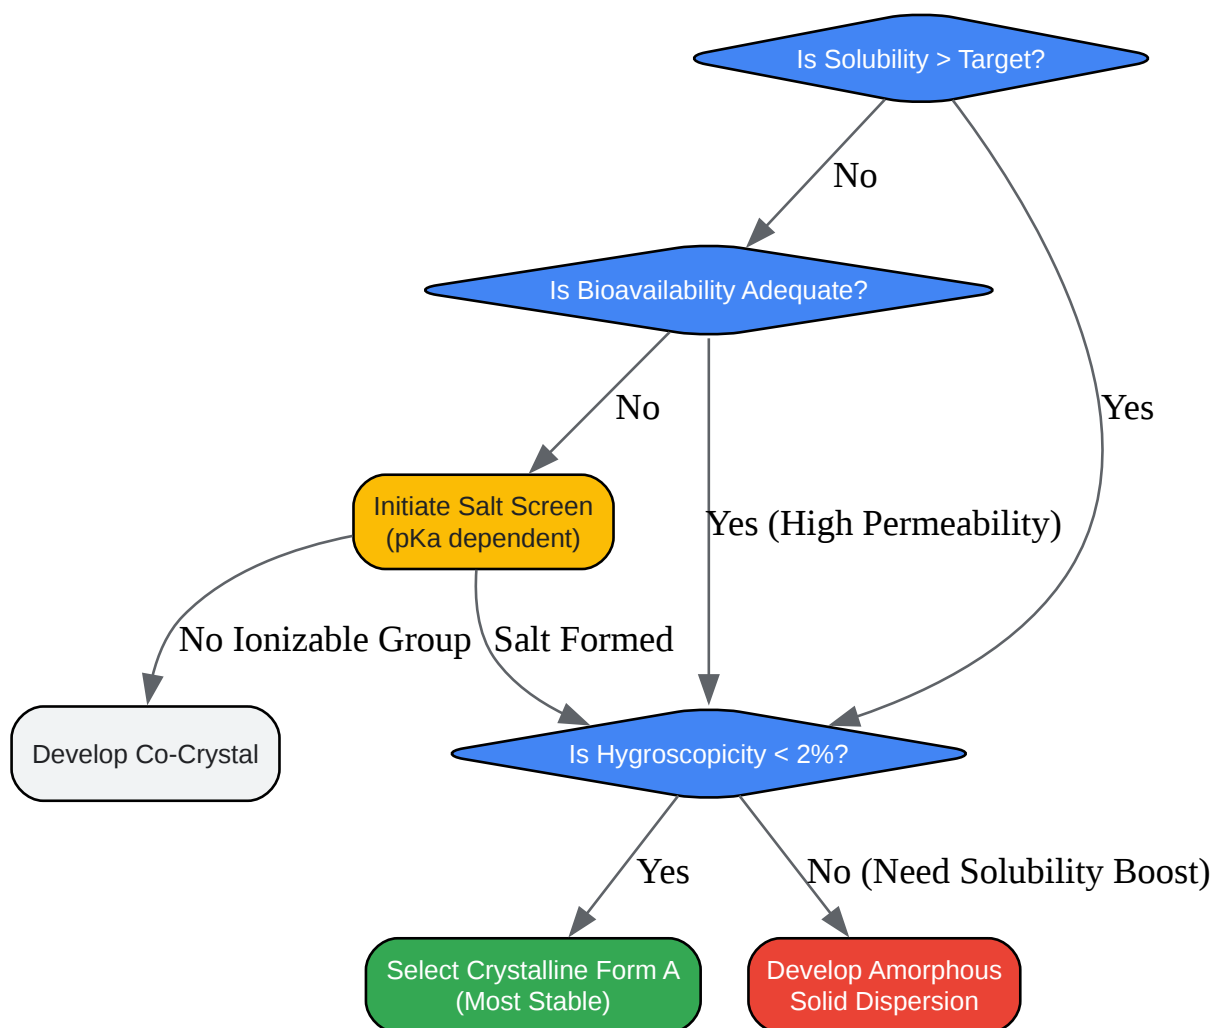 Is Solubility > Target?
No
Is Bioavailability Adequate?
No
Yes
Initiate Salt Screen
(pKa dependent)
Yes (High Permeability)
No Ionizable Group
Salt Formed
Develop Co-Crystal
Is Hygroscopicity < 2%?
Yes
No (Need Solubility Boost)
Select Crystalline Form A
(Most Stable)
Develop Amorphous
Solid Dispersion